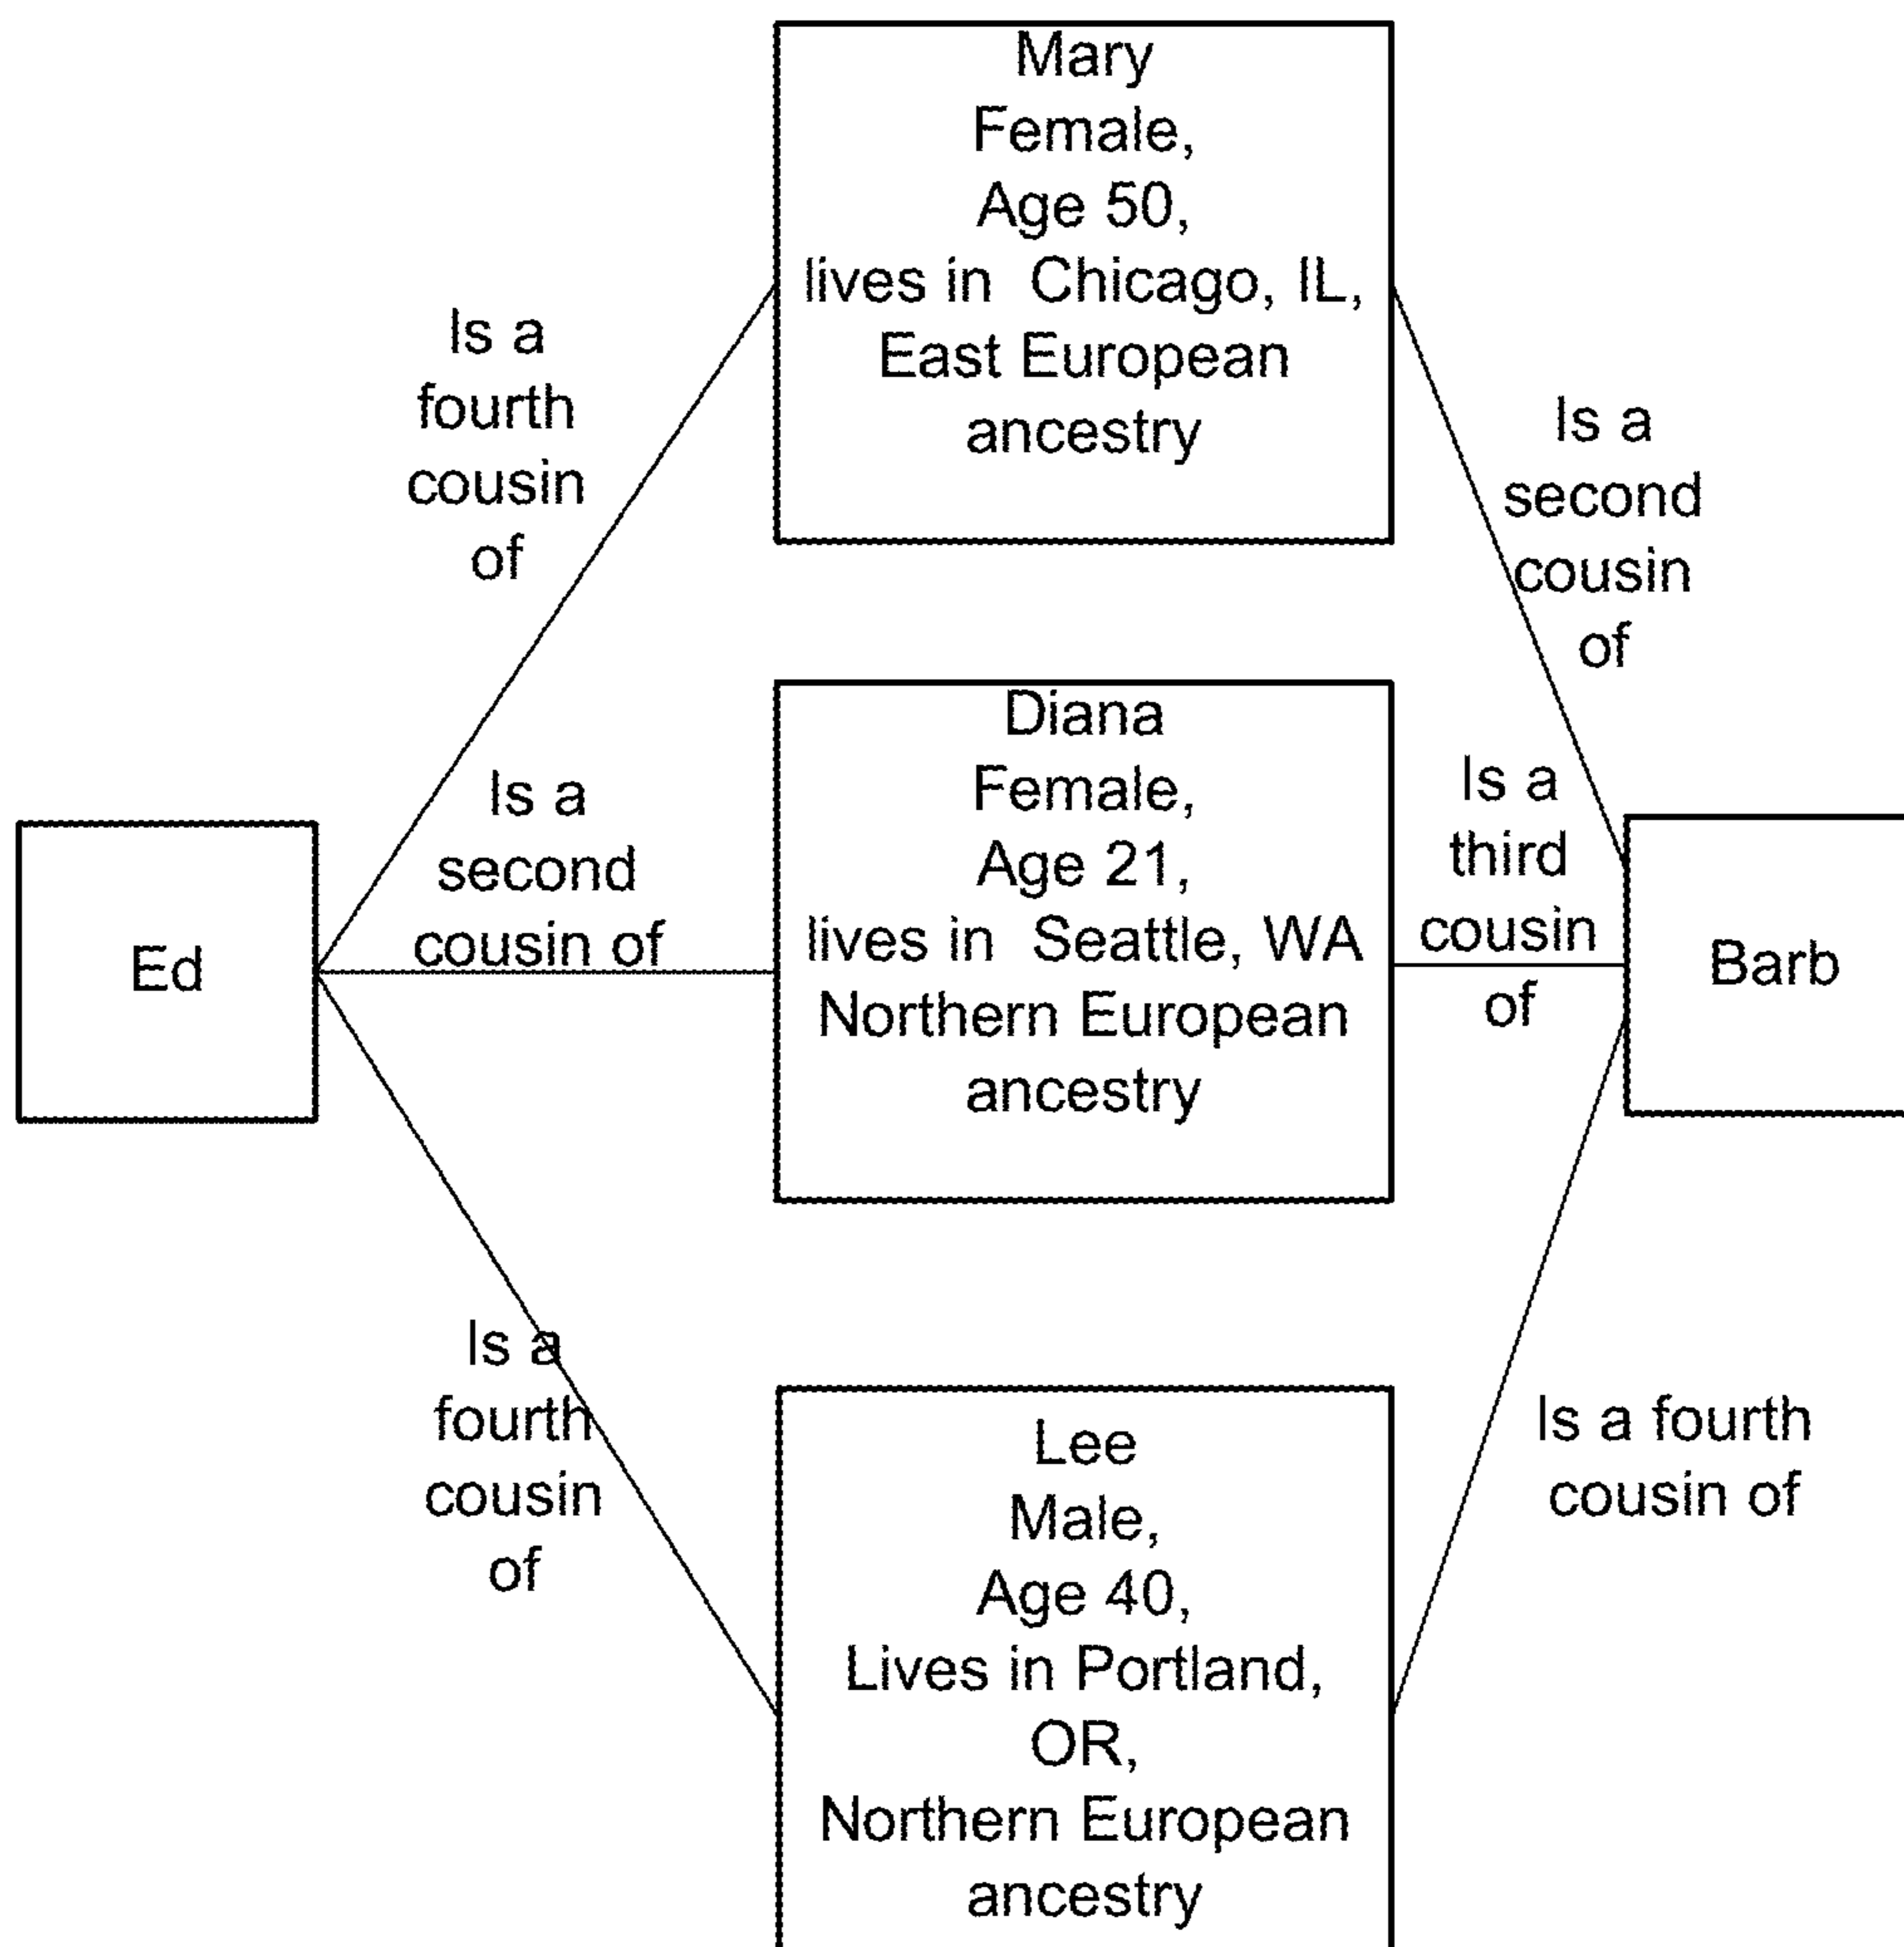 Mary
Female,
Age 50,
lives in Chicago, IL,
East European
ancestry
Is a
fourth
cousin
of
Is a
second
cousin
of
Diana
Female,
Age 21,
lives in Seattle, WA
Northern European
ancestry
Is a
second
cousin of
Is a
third
cousin
of
Ed
Barb
Is a
fourth
cousin
of
Lee
Male,
Age 40,
Lives in Portland,
OR,
Northern European
ancestry
Is a fourth
cousin of